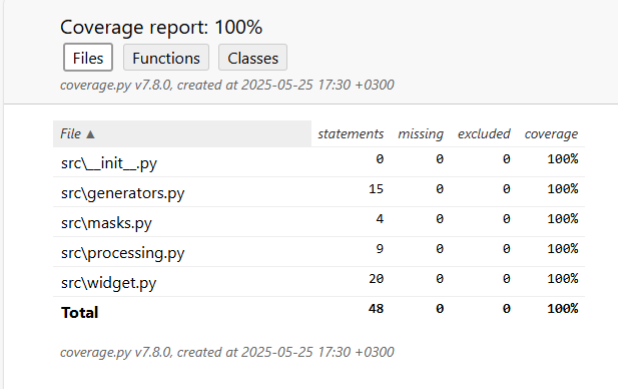 Coverage report: 100%
Files Functions Classes
coverage.py v7.8.0, created at 2025-05-25 17:30 +0300
File ▲ statements missing excluded coverage
src\__init__.py 0 0 0 100%
src\generators.py 15 0 0 100%
src\masks.py 4 0 0 100%
src\processing.py 9 0 0 100%
src\widget.py 20 0 0 100%
Total 48 0 0 100%
coverage.py v7.8.0, created at 2025-05-25 17:30 +0300